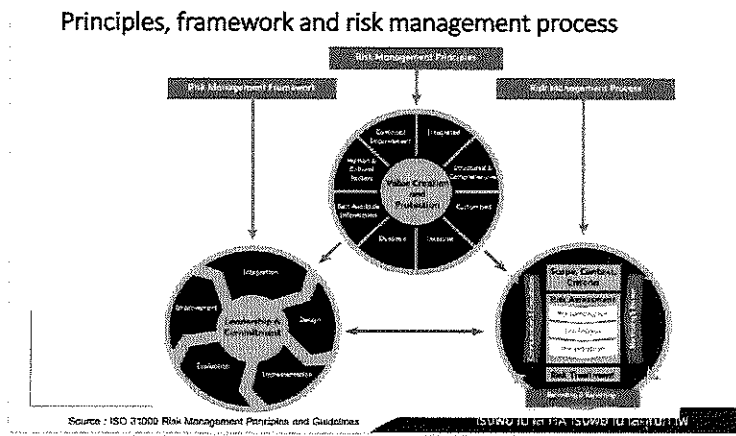 Principles, framework and risk management process
Risk Management Principles
Risk Management Framework
Risk Management Process
Continual
Improvement
Integrated
Human &
Cultural
Factors
Structured &
Comprehensive
Value Creation
and
Protection
Best Available
Information
Customized
Dynamic
Inclusive
Integration
Improvement
Leadership &
Commitment
Design
Evaluation
Implementation
Scope, Context,
Criteria
Risk Assessment
Risk Treatment
Source : ISO 31000 Risk Management Principles and Guidelines